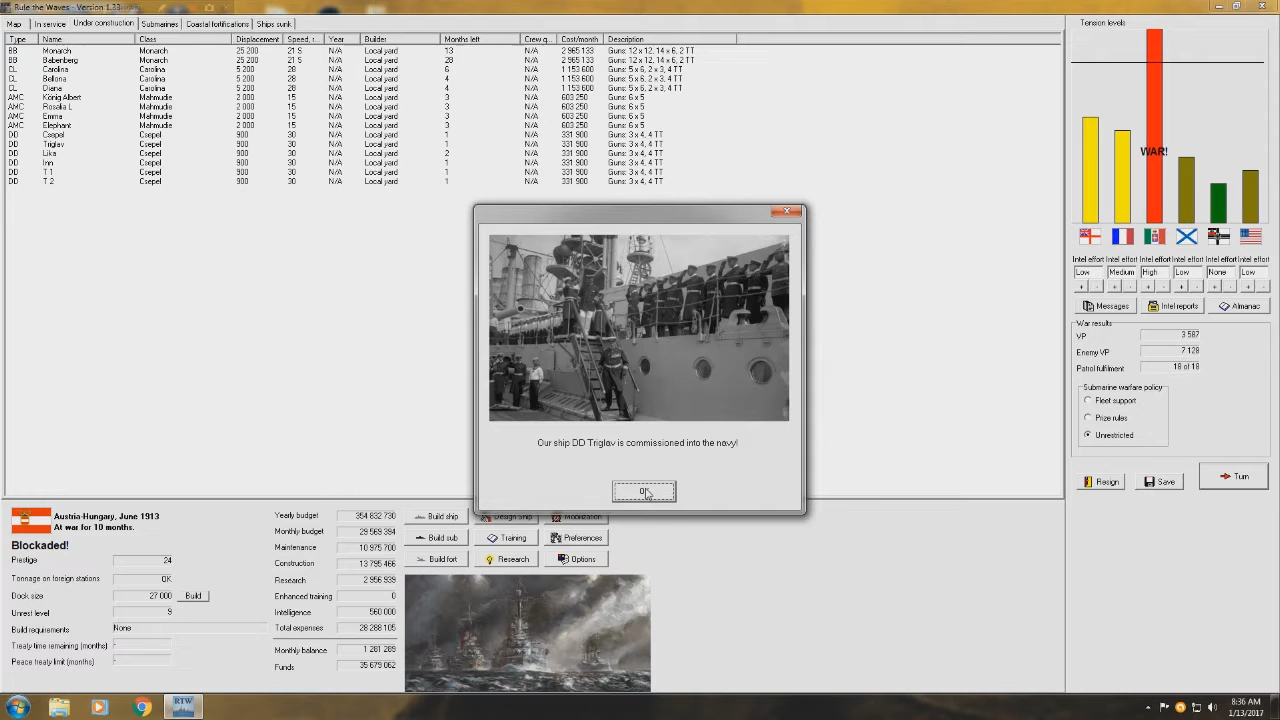 Rule the Waves - Version 1.33
Map In service Under construction Submarines Coastal fortifications Ships sunk
Type Name Class Displacement Speed, r... Year Builder Months left Crew q... Cost/month Description
BB Monarch Monarch 25 200 21 S N/A Local yard 13 N/A 2 965 133 Guns: 12 x 12, 14 x 6, 2 TT
BB Babenberg Monarch 25 200 21 S N/A Local yard 28 N/A 2 965 133 Guns: 12 x 12, 14 x 6, 2 TT
CL Carolina Carolina 5 200 28 N/A Local yard 6 N/A 1 153 600 Guns: 5 x 6, 2 x 3, 4 TT
CL Bellona Carolina 5 200 28 N/A Local yard 4 N/A 1 153 600 Guns: 5 x 6, 2 x 3, 4 TT
CL Diana Carolina 5 200 28 N/A Local yard 4 N/A 1 153 600 Guns: 5 x 6, 2 x 3, 4 TT
AMC König Albert Mahmudie 2 000 15 N/A Local yard 3 N/A 603 250 Guns: 6 x 5
AMC Rosalia L Mahmudie 2 000 15 N/A Local yard 3 N/A 603 250 Guns: 6 x 5
AMC Emma Mahmudie 2 000 15 N/A Local yard 3 N/A 603 250 Guns: 6 x 5
AMC Elephant Mahmudie 2 000 15 N/A Local yard 3 N/A 603 250 Guns: 6 x 5
DD Csepel Csepel 900 30 N/A Local yard 1 N/A 331 900 Guns: 3 x 4, 4 TT
DD Triglav Csepel 900 30 N/A Local yard 1 N/A 331 900 Guns: 3 x 4, 4 TT
DD Lika Csepel 900 30 N/A Local yard 2 N/A 331 900 Guns: 3 x 4, 4 TT
DD Inn Csepel 900 30 N/A Local yard 1 N/A 331 900 Guns: 3 x 4, 4 TT
DD T 1 Csepel 900 30 N/A Local yard 1 N/A 331 900 Guns: 3 x 4, 4 TT
DD T 2 Csepel 900 30 N/A Local yard 1 N/A 331 900 Guns: 3 x 4, 4 TT
Our ship DD Triglav is commissioned into the navy!
OK
Tension levels
WAR!
Intel effort Intel effort Intel effort Intel effort Intel effort Intel effort
Low Medium High Low None Low
+ - + - + - + - + - + -
Messages Intel reports Almanac
War results
VP 3 587
Enemy VP 7 128
Patrol fulfilment 18 of 18
Submarine warfare policy
Fleet support
Prize rules
Unrestricted
Resign Save Turn
Austria-Hungary, June 1913
At war for 10 months.
Blockaded!
Prestige 24
Tonnage on foreign stations OK
Dock size 27 000 Build
Unrest level 9
Build requirements None
Treaty time remaining (months) -
Peace treaty limit (months) -
Yearly budget 354 832 730
Monthly budget 29 569 394
Maintenance 10 975 700
Construction 13 795 466
Research 2 956 939
Enhanced training 0
Intelligence 560 000
Total expenses 28 288 105
Monthly balance 1 281 289
Funds 35 679 062
Build ship Design Ship Mobilization
Build sub Training Preferences
Build fort Research Options
RTW
8:36 AM
1/13/2017